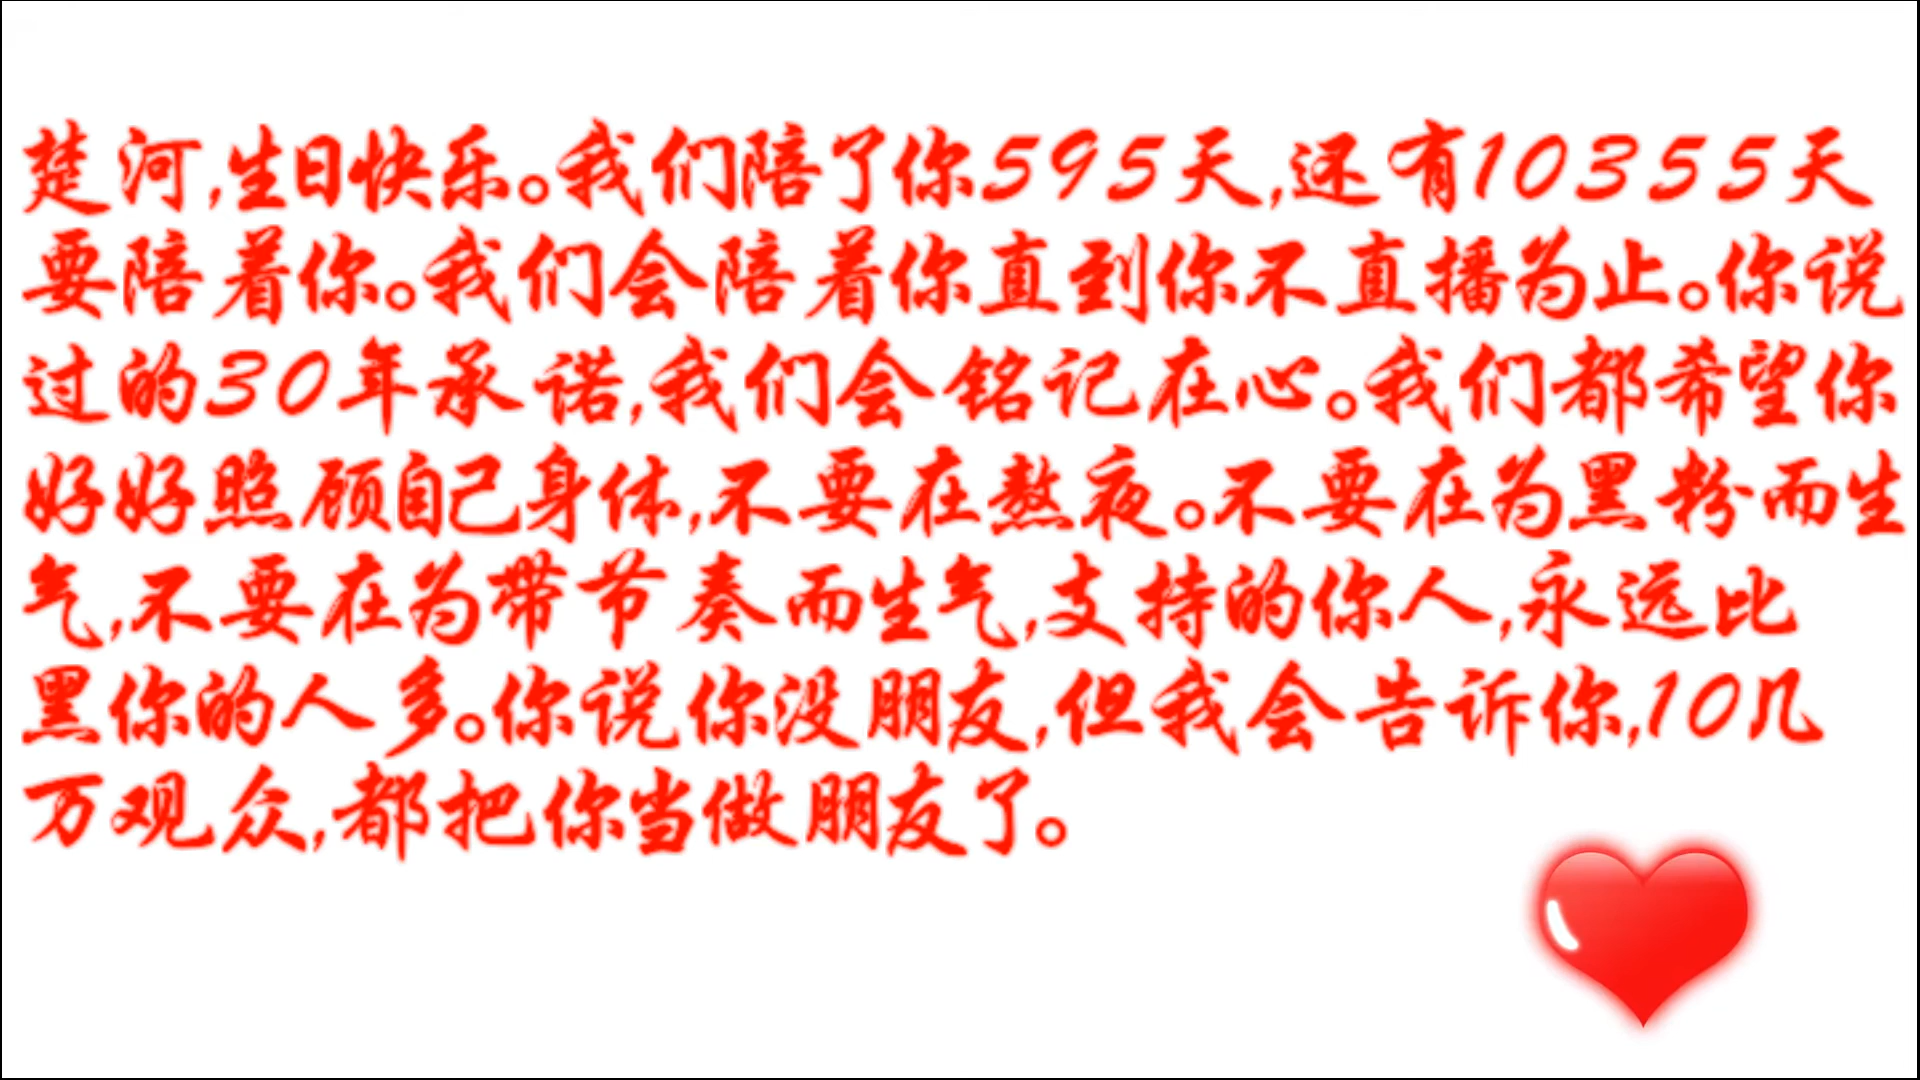 楚河,生日快乐。我们陪了你595天,还有10355天
要陪着你。我们会陪着你直到你不直播为止。你说
过的30年承诺,我们会铭记在心。我们都希望你
好好照顾自己身体,不要在熬夜。不要在为黑粉而生
气,不要在为带节奏而生气,支持的你人,永远比
黑你的人多。你说你没朋友,但我会告诉你,10几
万观众,都把你当做朋友了。